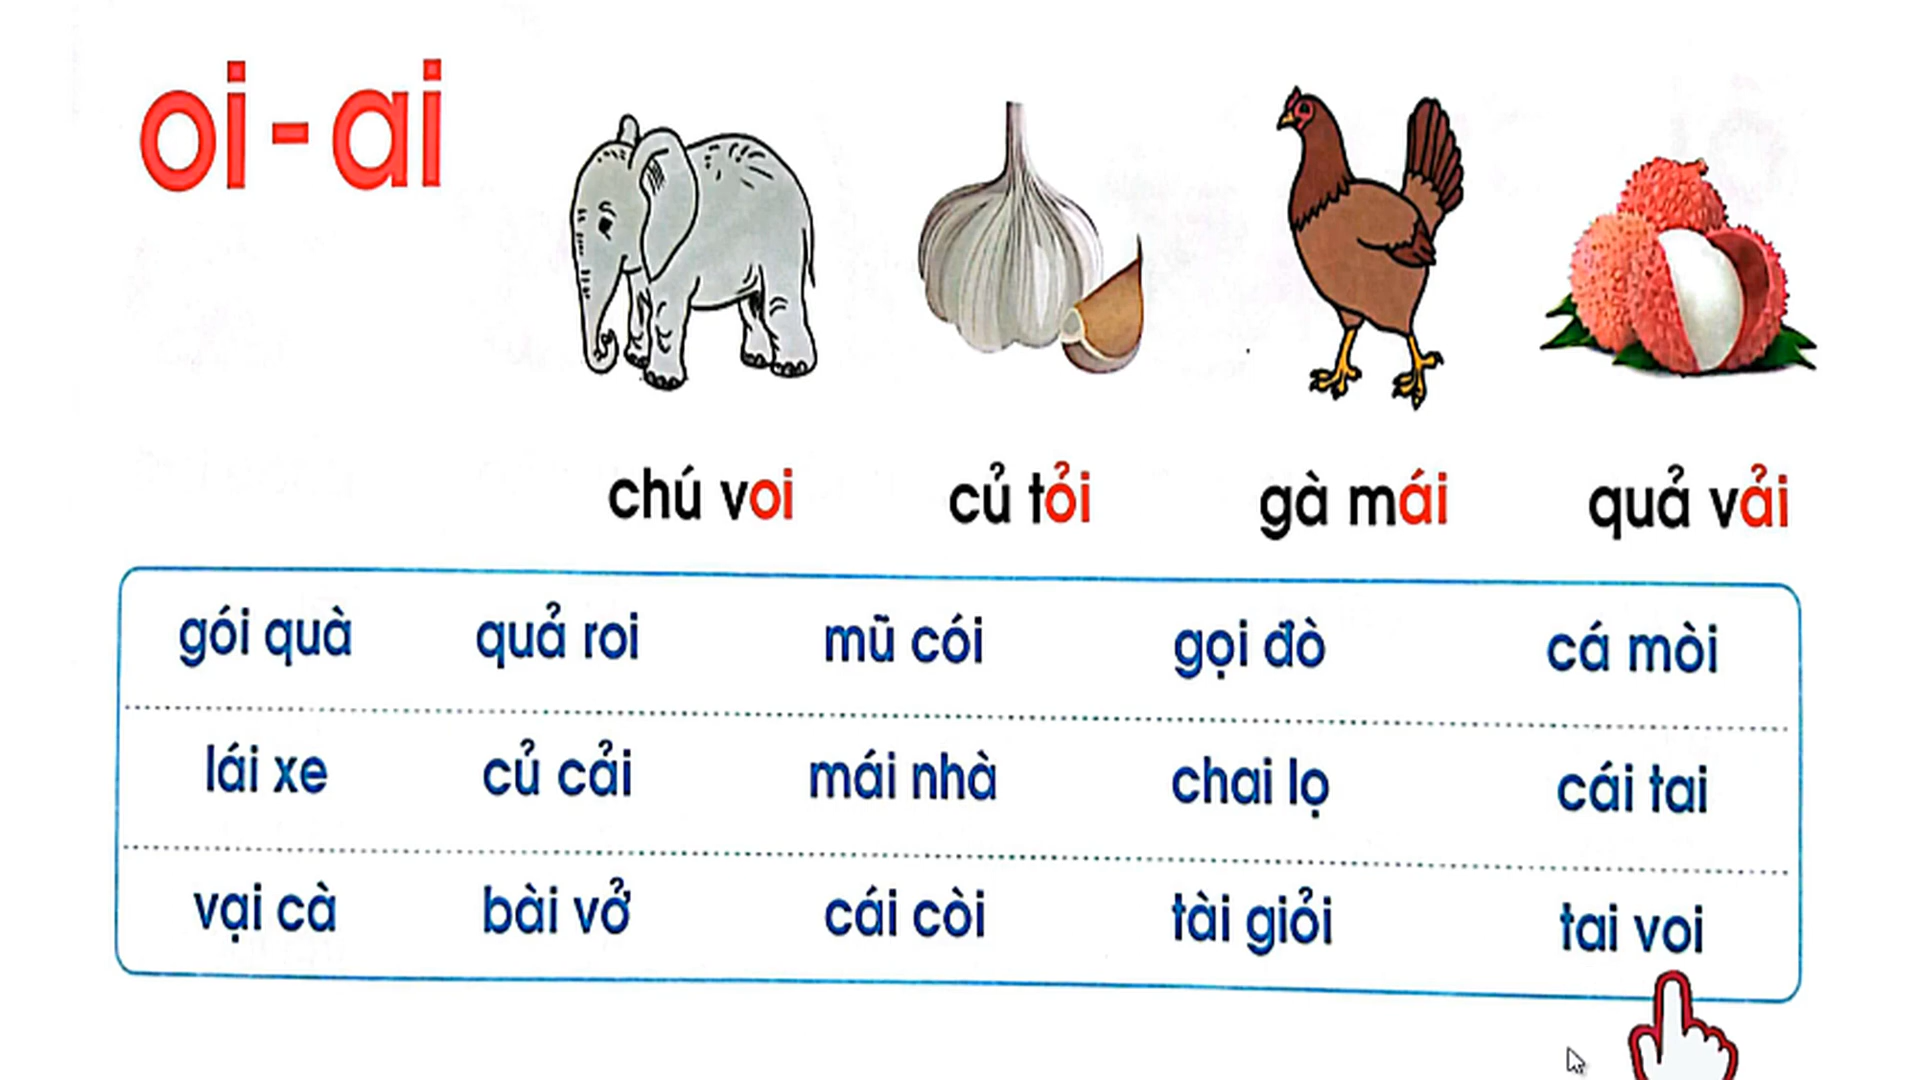 oi - ai
chú voi củ tỏi gà mái quả vải
gói quà quả roi mũ cói gọi đò cá mòi
lái xe củ cải mái nhà chai lọ cái tai
vại cà bài vở cái còi tài giỏi tai voi